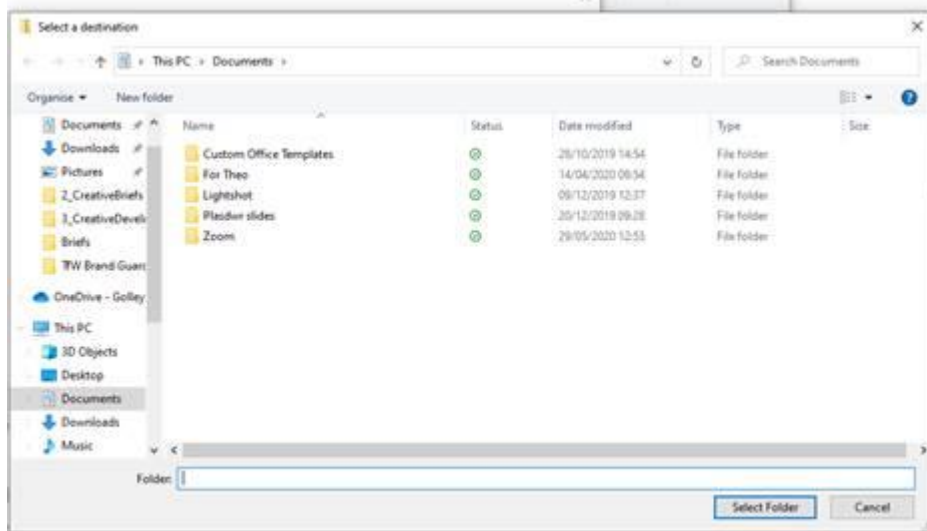 Select a destination
This PC › Documents ›
Search Documents
Organise New folder
Documents
Downloads
Pictures
2_CreativeBriefs
3_CreativeDevel
Briefs
TfW Brand Guard
OneDrive - Golley
This PC
3D Objects
Desktop
Documents
Downloads
Music
Name Status Date modified Type Size
Custom Office Templates 28/10/2019 14:54 File folder
For Theo 14/04/2020 09:54 File folder
Lightshot 09/12/2019 12:37 File folder
Plasdwr slides 20/12/2019 09:28 File folder
Zoom 29/05/2020 12:53 File folder
Folder:
Select Folder Cancel